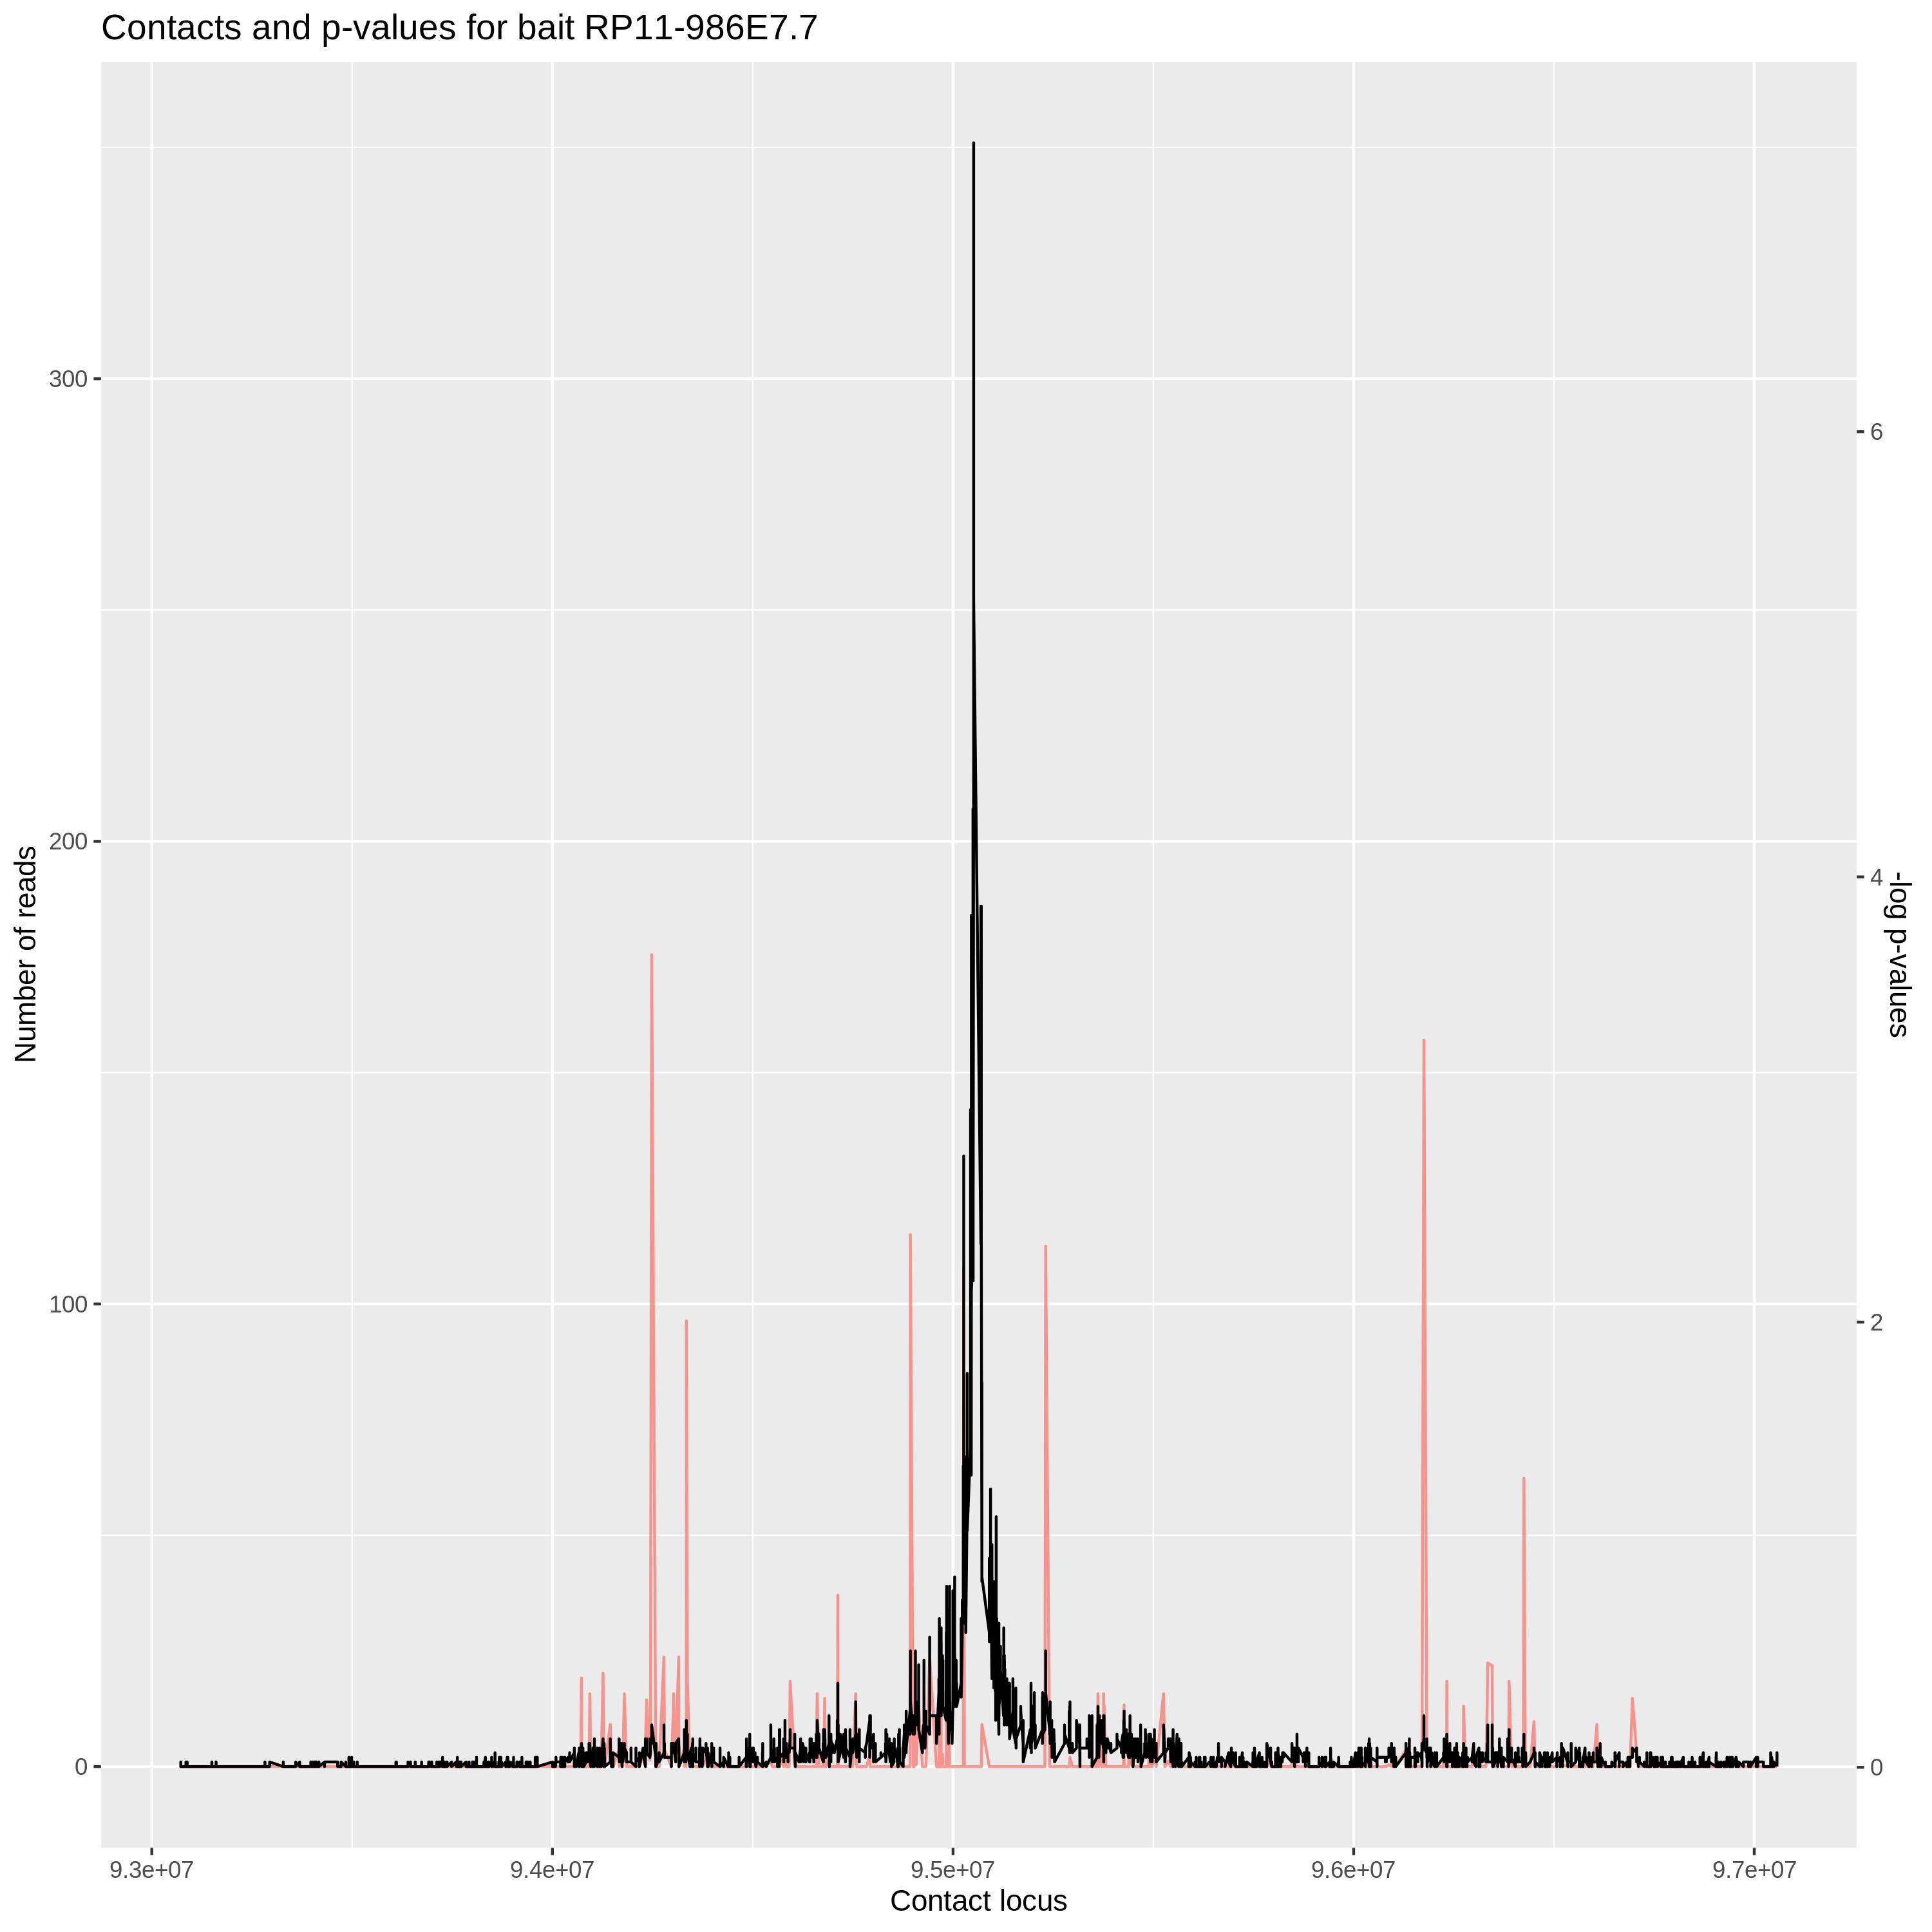 Contacts and p-values for bait RP11-986E7.7
Number of reads
300
200
100
0
6
4
2
0
-log p-values
9.3e+07
9.4e+07
9.5e+07
9.6e+07
9.7e+07
Contact locus